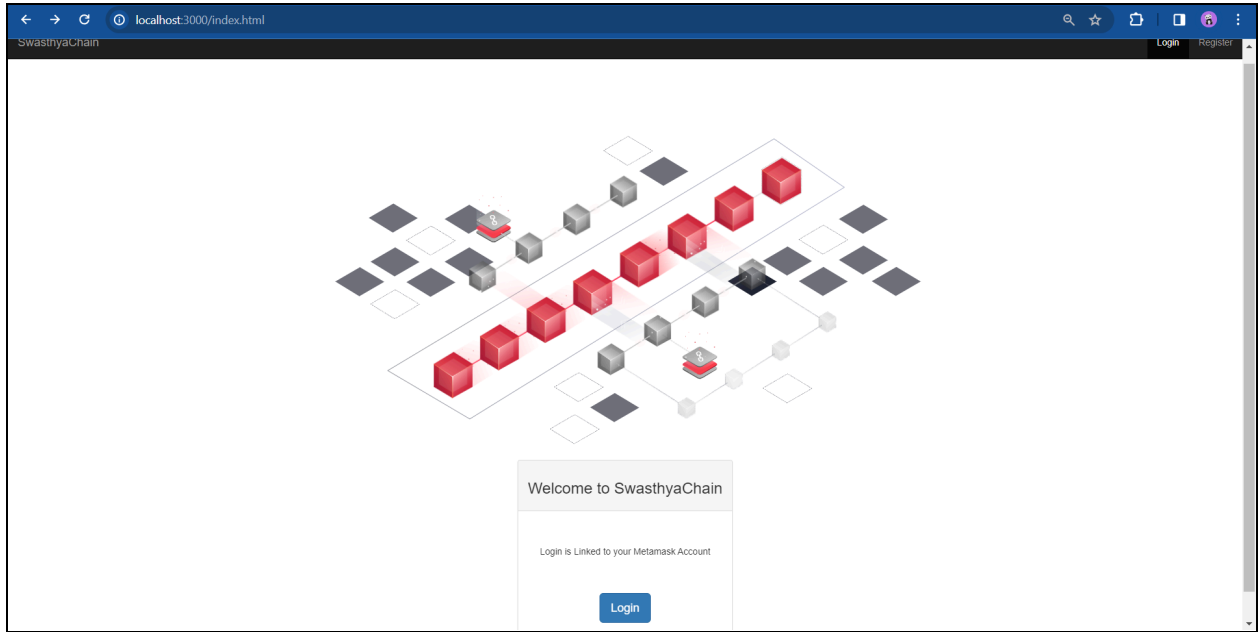 localhost:3000/index.html
SwasthyaChain
Login Register
Welcome to SwasthyaChain
Login is Linked to your Metamask Account
Login